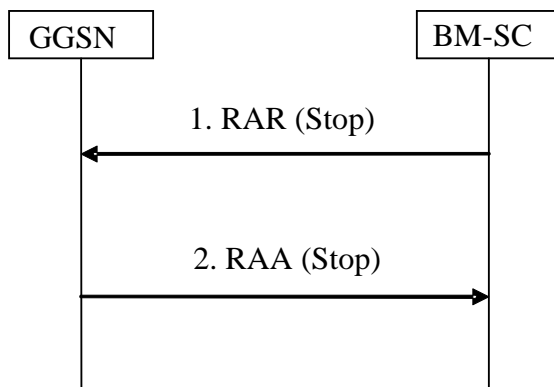 GGSN
BM-SC
1. RAR (Stop)
2. RAA (Stop)